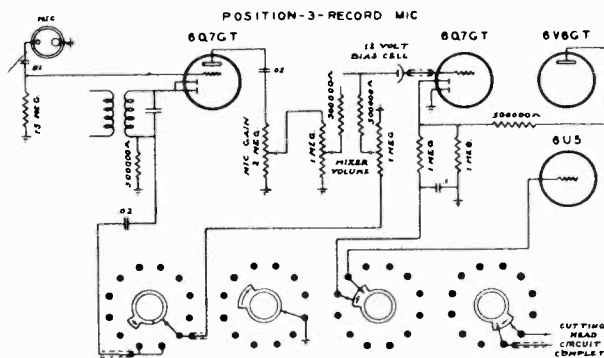 POSITION-3-RECORD MIC
MIC
6Q7GT
1½ VOLT
BIAS CELL
6Q7GT
6V6GT
01
02
15 MEG.
500000Ω
MIC GAIN
2 MEG.
1 MEG.
500000Ω
500000Ω
MIXER
VOLUME
1 MEG.
500000Ω
1 MEG.
1 MEG.
6U5
02
CUTTING
HEAD
CIRCUIT
COMPLET